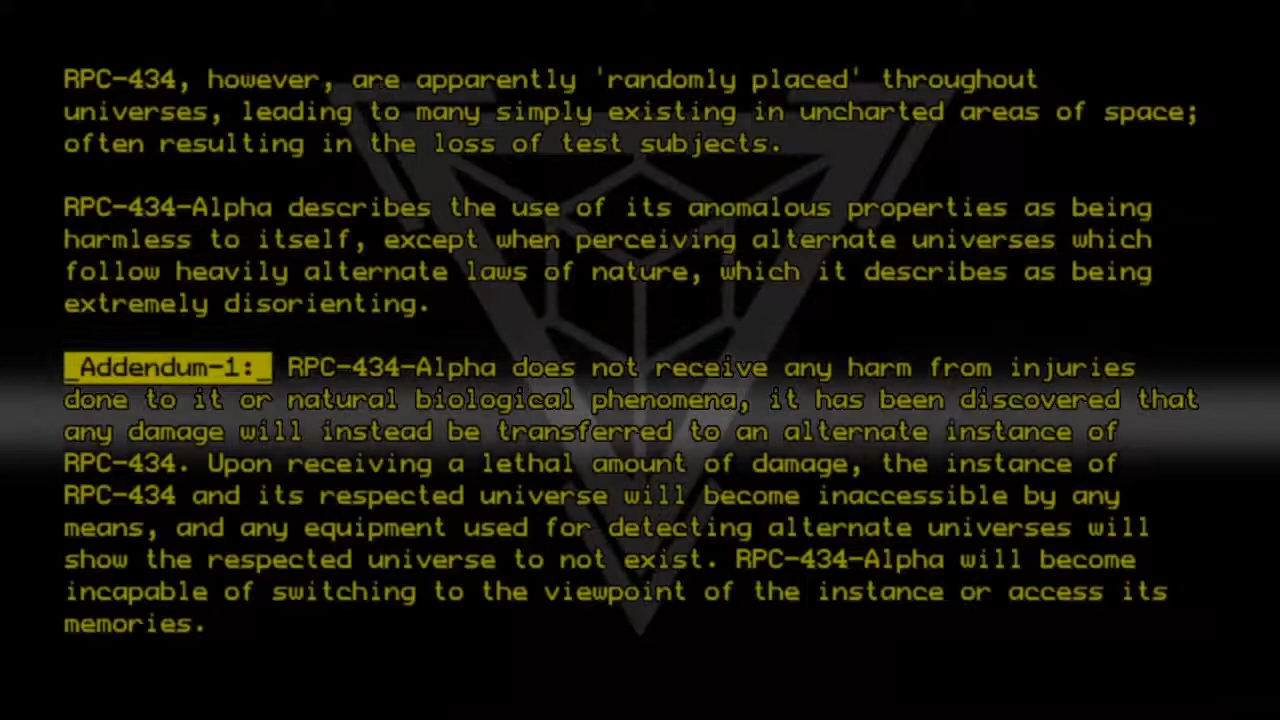 RPC-434, however, are apparently 'randomly placed' throughout
universes, leading to many simply existing in uncharted areas of space;
often resulting in the loss of test subjects.
RPC-434-Alpha describes the use of its anomalous properties as being
harmless to itself, except when perceiving alternate universes which
follow heavily alternate laws of nature, which it describes as being
extremely disorienting.
_Addendum-1:_ RPC-434-Alpha does not receive any harm from injuries
done to it or natural biological phenomena, it has been discovered that
any damage will instead be transferred to an alternate instance of
RPC-434. Upon receiving a lethal amount of damage, the instance of
RPC-434 and its respected universe will become inaccessible by any
means, and any equipment used for detecting alternate universes will
show the respected universe to not exist. RPC-434-Alpha will become
incapable of switching to the viewpoint of the instance or access its
memories.